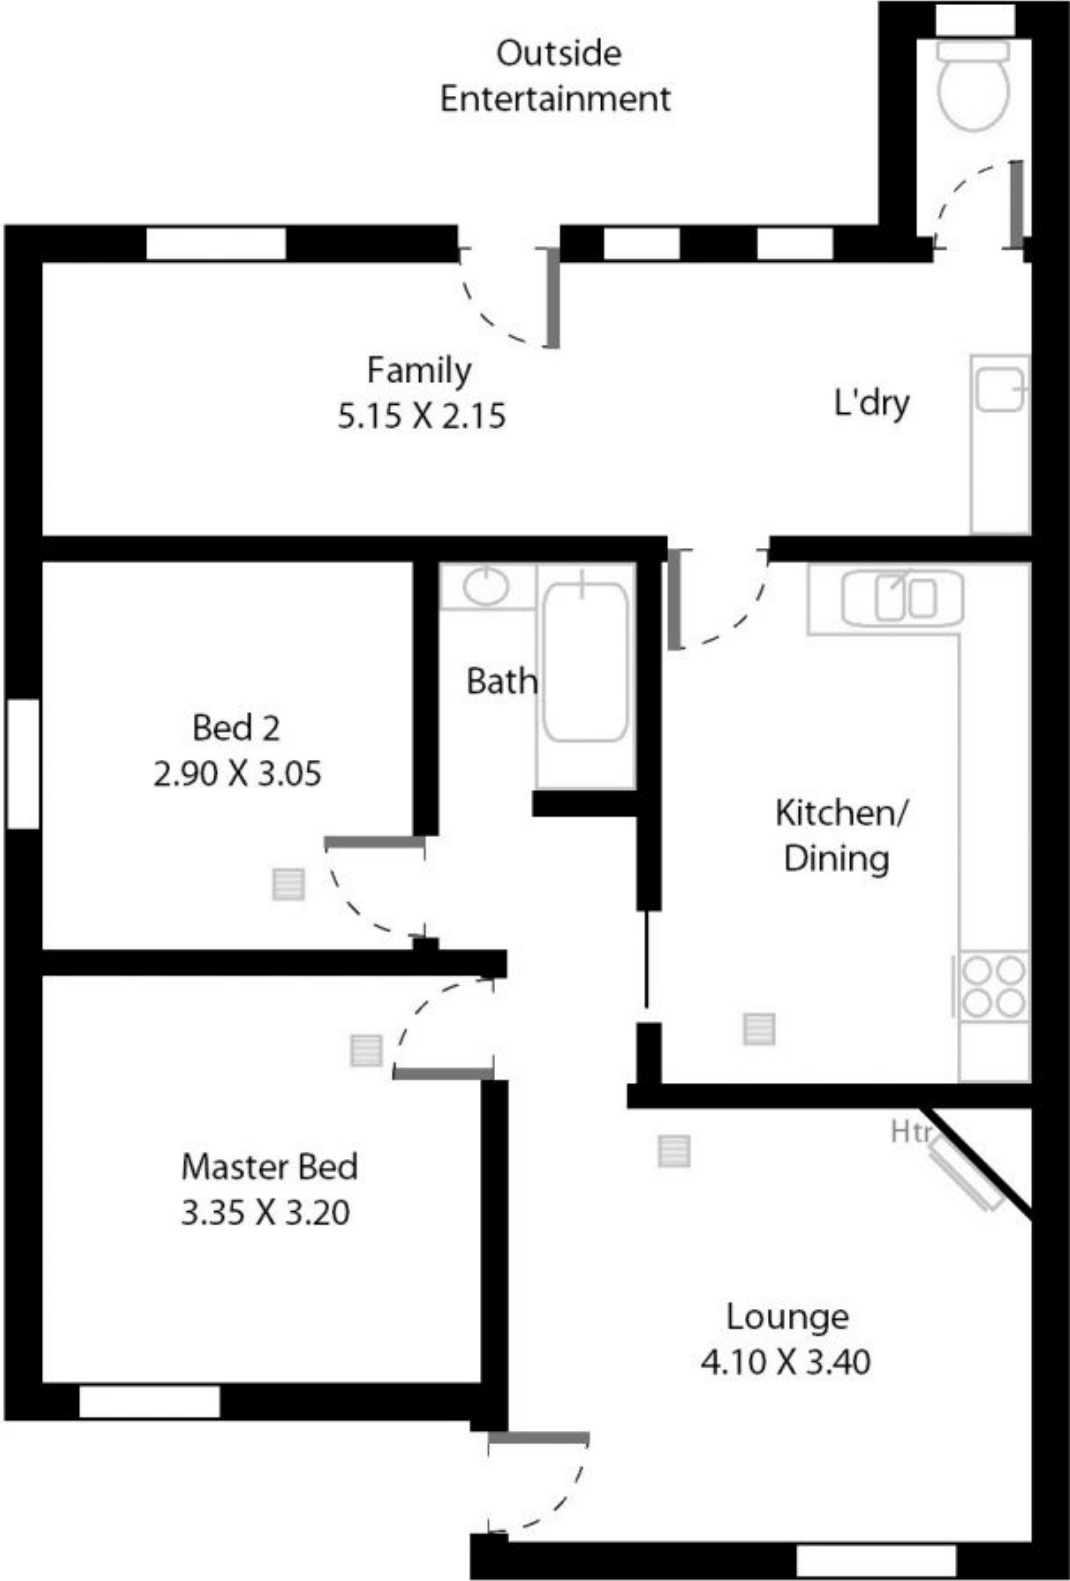 Outside
Entertainment
Family
5.15 X 2.15
L'dry
Bath
Bed 2
2.90 X 3.05
Kitchen/
Dining
Htr
Master Bed
3.35 X 3.20
Lounge
4.10 X 3.40